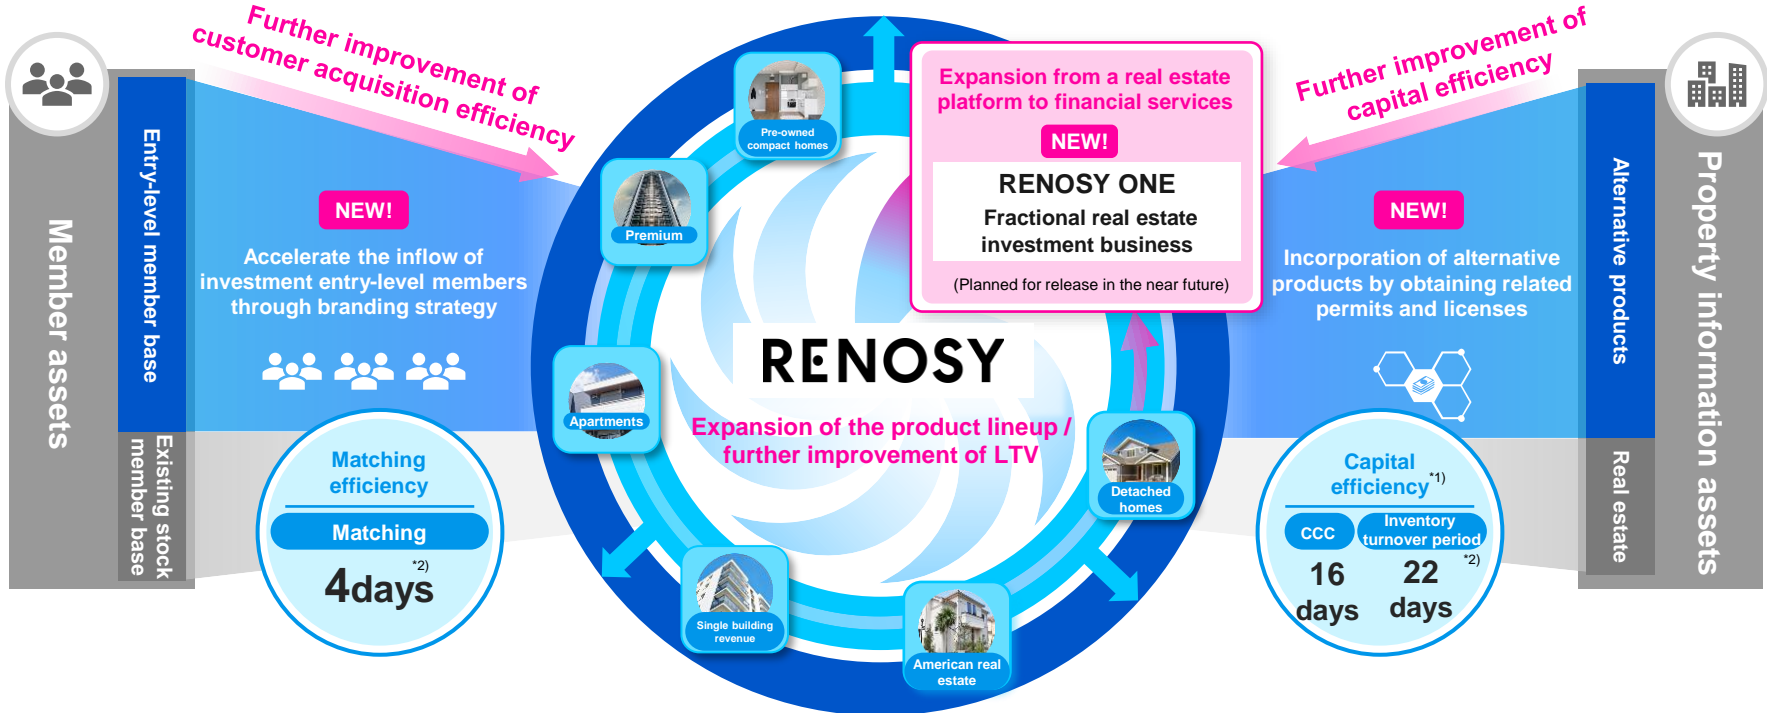 Further improvement of
customer acquisition efficiency
Member assets
Entry-level member base
Existing stock
member base
NEW!
Accelerate the inflow of
investment entry-level members
through branding strategy
Matching
efficiency
Matching
4days *2)
Pre-owned
compact homes
Premium
Apartments
Single building
revenue
American real
estate
Detached
homes
RENOSY
Expansion of the product lineup /
further improvement of LTV
Expansion from a real estate
platform to financial services
NEW!
RENOSY ONE
Fractional real estate
investment business
(Planned for release in the near future)
Further improvement of
capital efficiency
NEW!
Incorporation of alternative
products by obtaining related
permits and licenses
Capital
efficiency *1)
CCC
16
days
Inventory
turnover period
22 *2)
days
Alternative products
Real estate
Property information assets